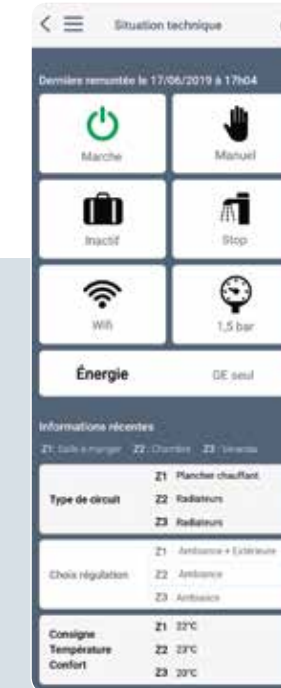 Situation technique
Dernière remontée le 17/06/2019 à 17h04
Marche Manuel
Inactif Stop
Wifi 1,5 bar
Énergie GE seul
Informations récentes
Z1: Salle à manger Z2: Chambre Z3: Veranda
Type de circuit
Z1 Plancher chauffant
Z2 Radiateurs
Z3 Radiateurs
Choix régulation
Z1 Ambiance + Extérieure
Z2 Ambiance
Z3 Ambiance
Consigne
Température
Confort
Z1 22°C
Z2 23°C
Z3 20°C